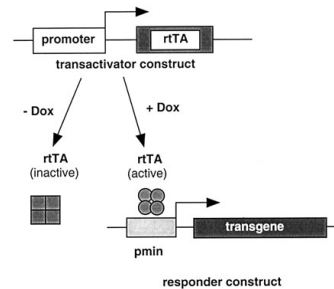 promoter
rtTA
transactivator construct
- Dox
+ Dox
rtTA
(inactive)
rtTA
(active)
transgene
pmin
responder construct